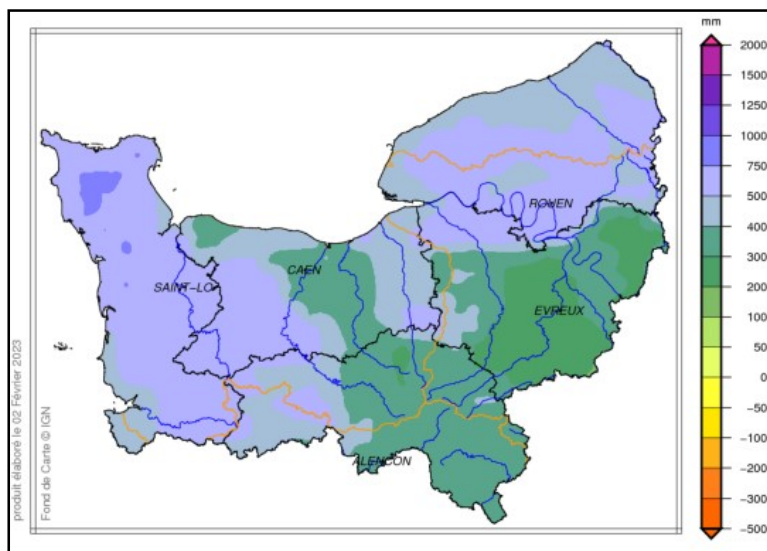 mm
2000
1500
1250
1000
750
500
400
300
200
100
50
0
−50
−100
−200
−300
−500
ROUEN
CAEN
SAINT-LO
EVREUX
ALENCON
produit élaboré le 02 Février 2023
Fond de Carte © IGN